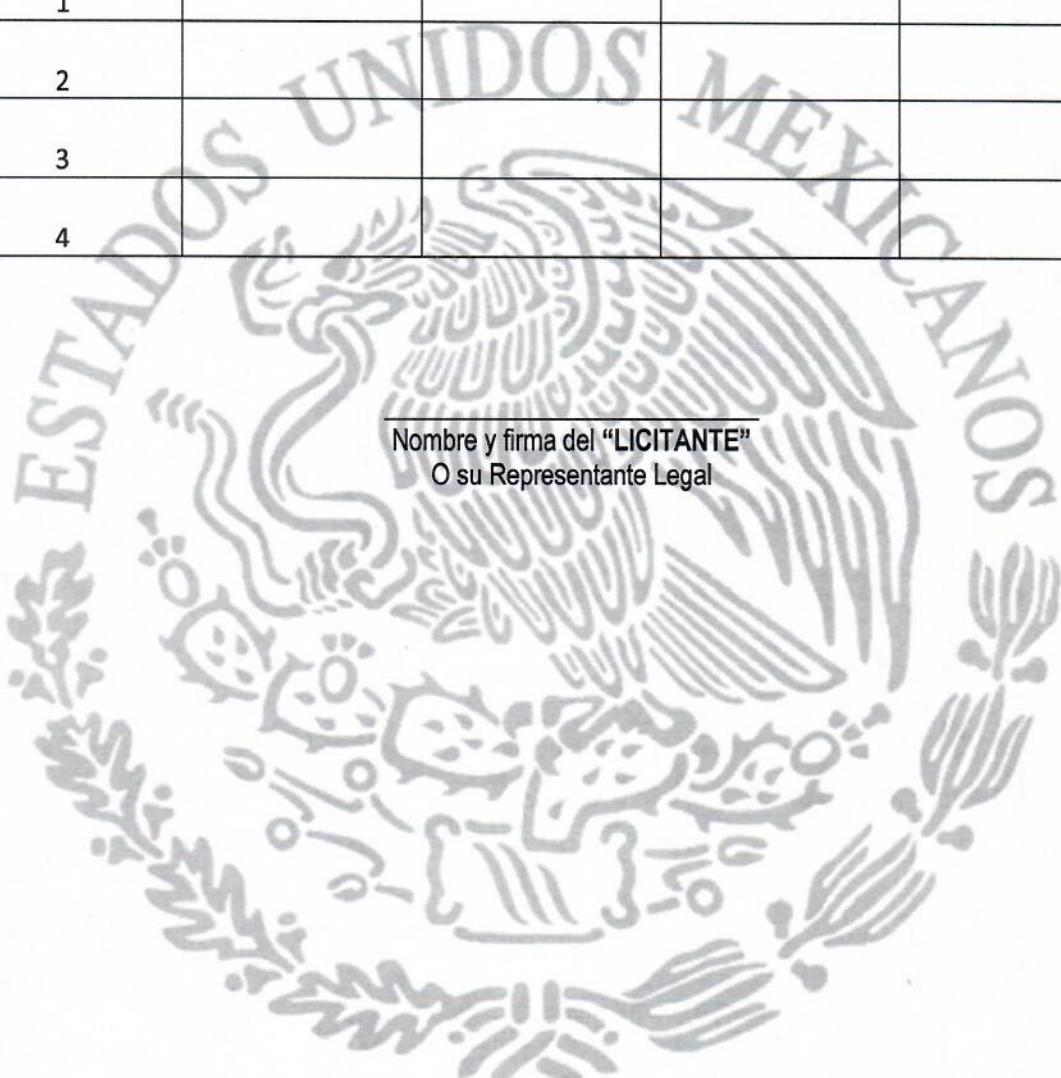 1
2
3
4
ESTADOS UNIDOS MEXICANOS
Nombre y firma del “LICITANTE”
O su Representante Legal